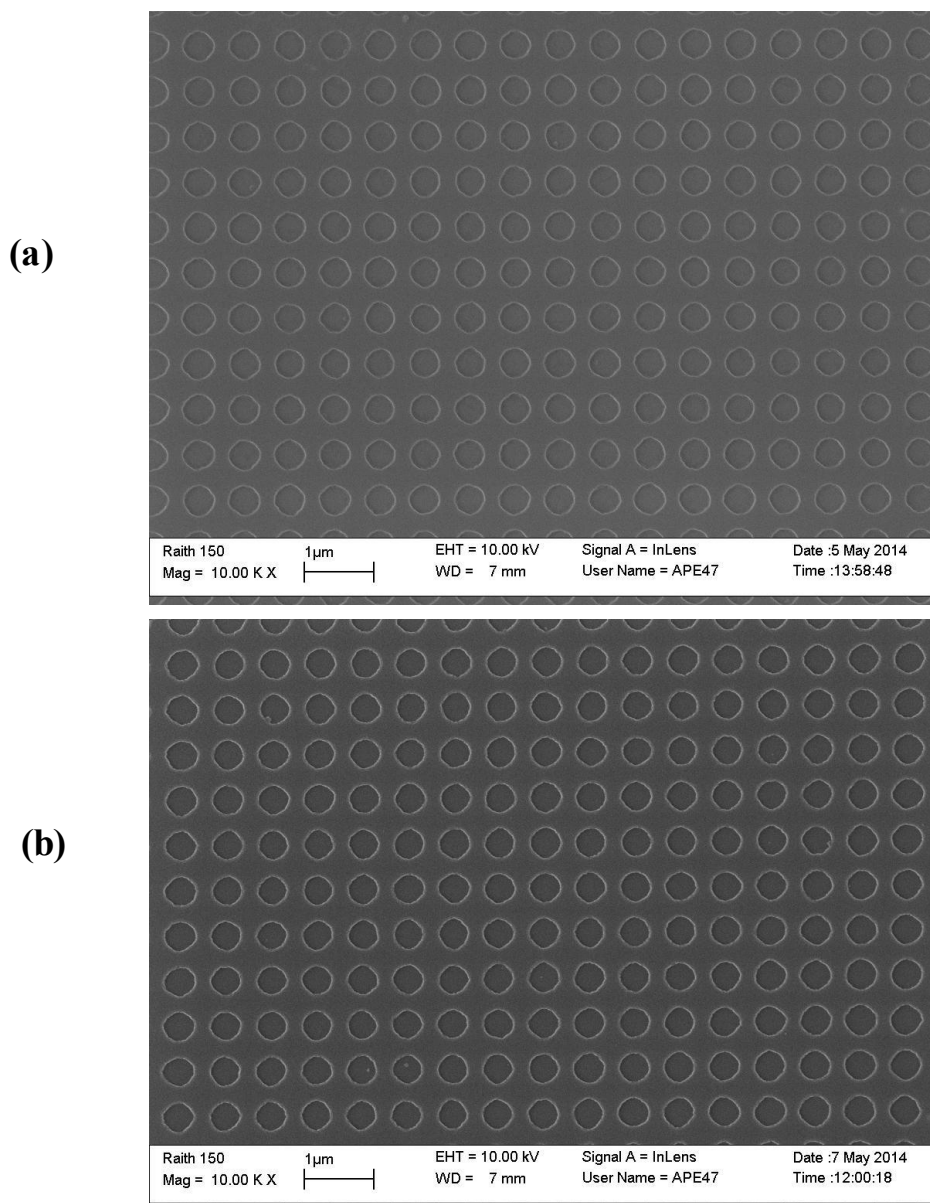 (a)
Raith 150 1µm EHT = 10.00 kV Signal A = InLens Date :5 May 2014
Mag = 10.00 K X WD = 7 mm User Name = APE47 Time :13:58:48
(b)
Raith 150 1µm EHT = 10.00 kV Signal A = InLens Date :7 May 2014
Mag = 10.00 K X WD = 7 mm User Name = APE47 Time :12:00:18